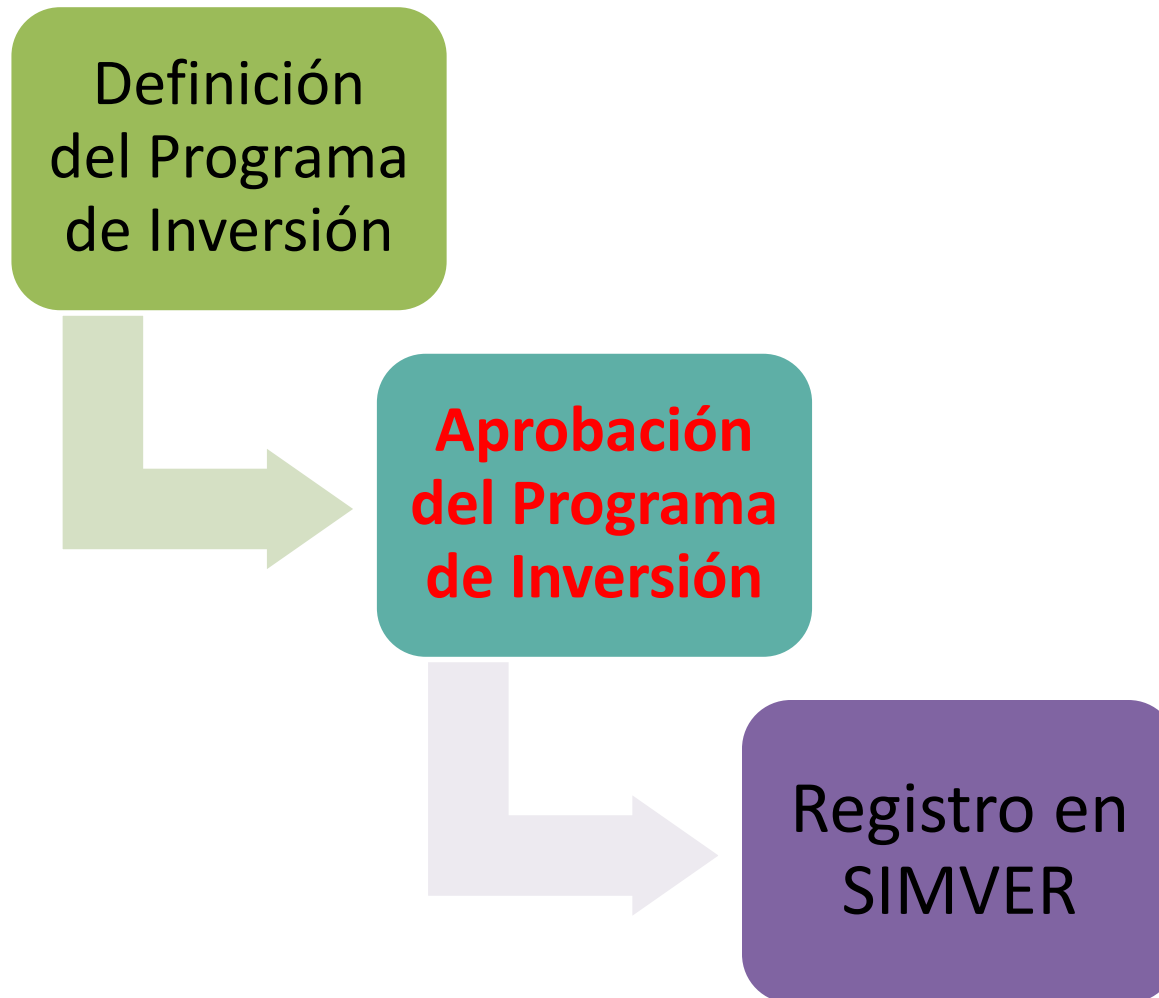 Definición
del Programa
de Inversión
Aprobación
del Programa
de Inversión
Registro en
SIMVER